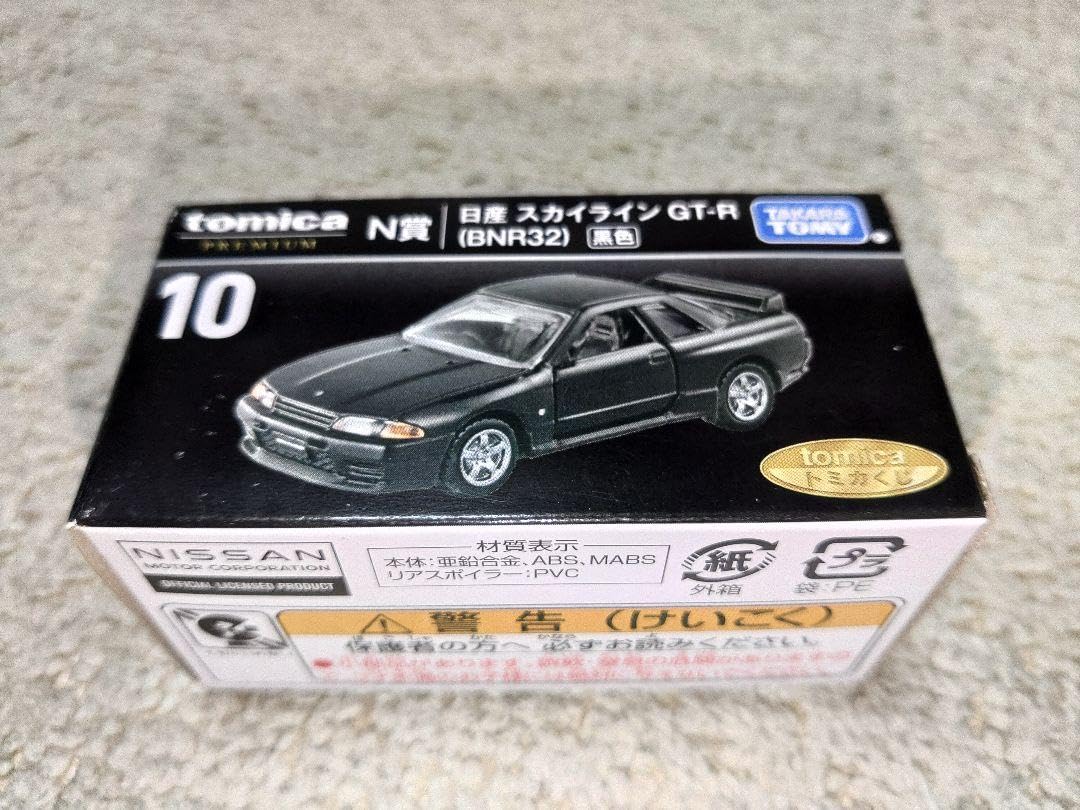 tomica
PREMIUM
N賞
日産 スカイライン GT-R
(BNR32) 黒色
TAKARA
TOMY
10
tomica
トミカくじ
NISSAN
MOTOR CORPORATION
OFFICIAL LICENSED PRODUCT
材質表示
本体:亜鉛合金、ABS、MABS
リアスポイラー:PVC
紙
外箱
プラ
袋:PE
警告 (けいこく)
保護者の方へ 必ずお読みください。